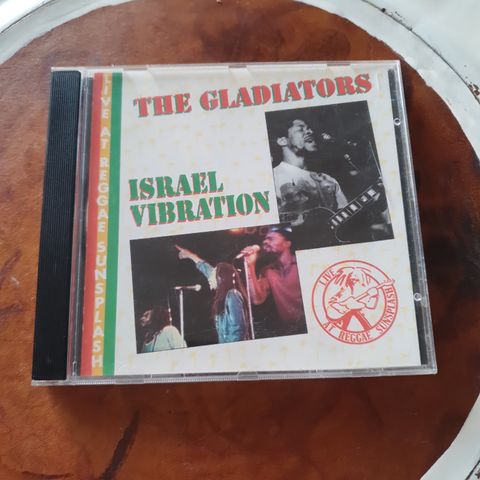 LIVE AT REGGAE SUNSPLASH
THE GLADIATORS
ISRAEL
VIBRATION
LIVE
AT REGGAE SUNSPLASH